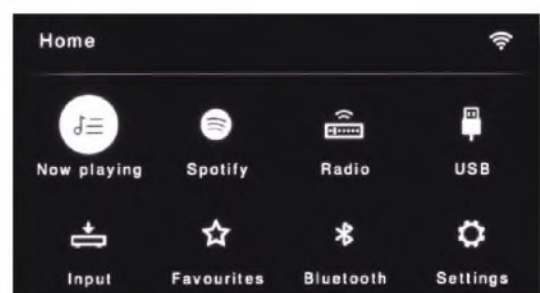 Home
Now playing Spotify Radio USB
Input Favourites Bluetooth Settings